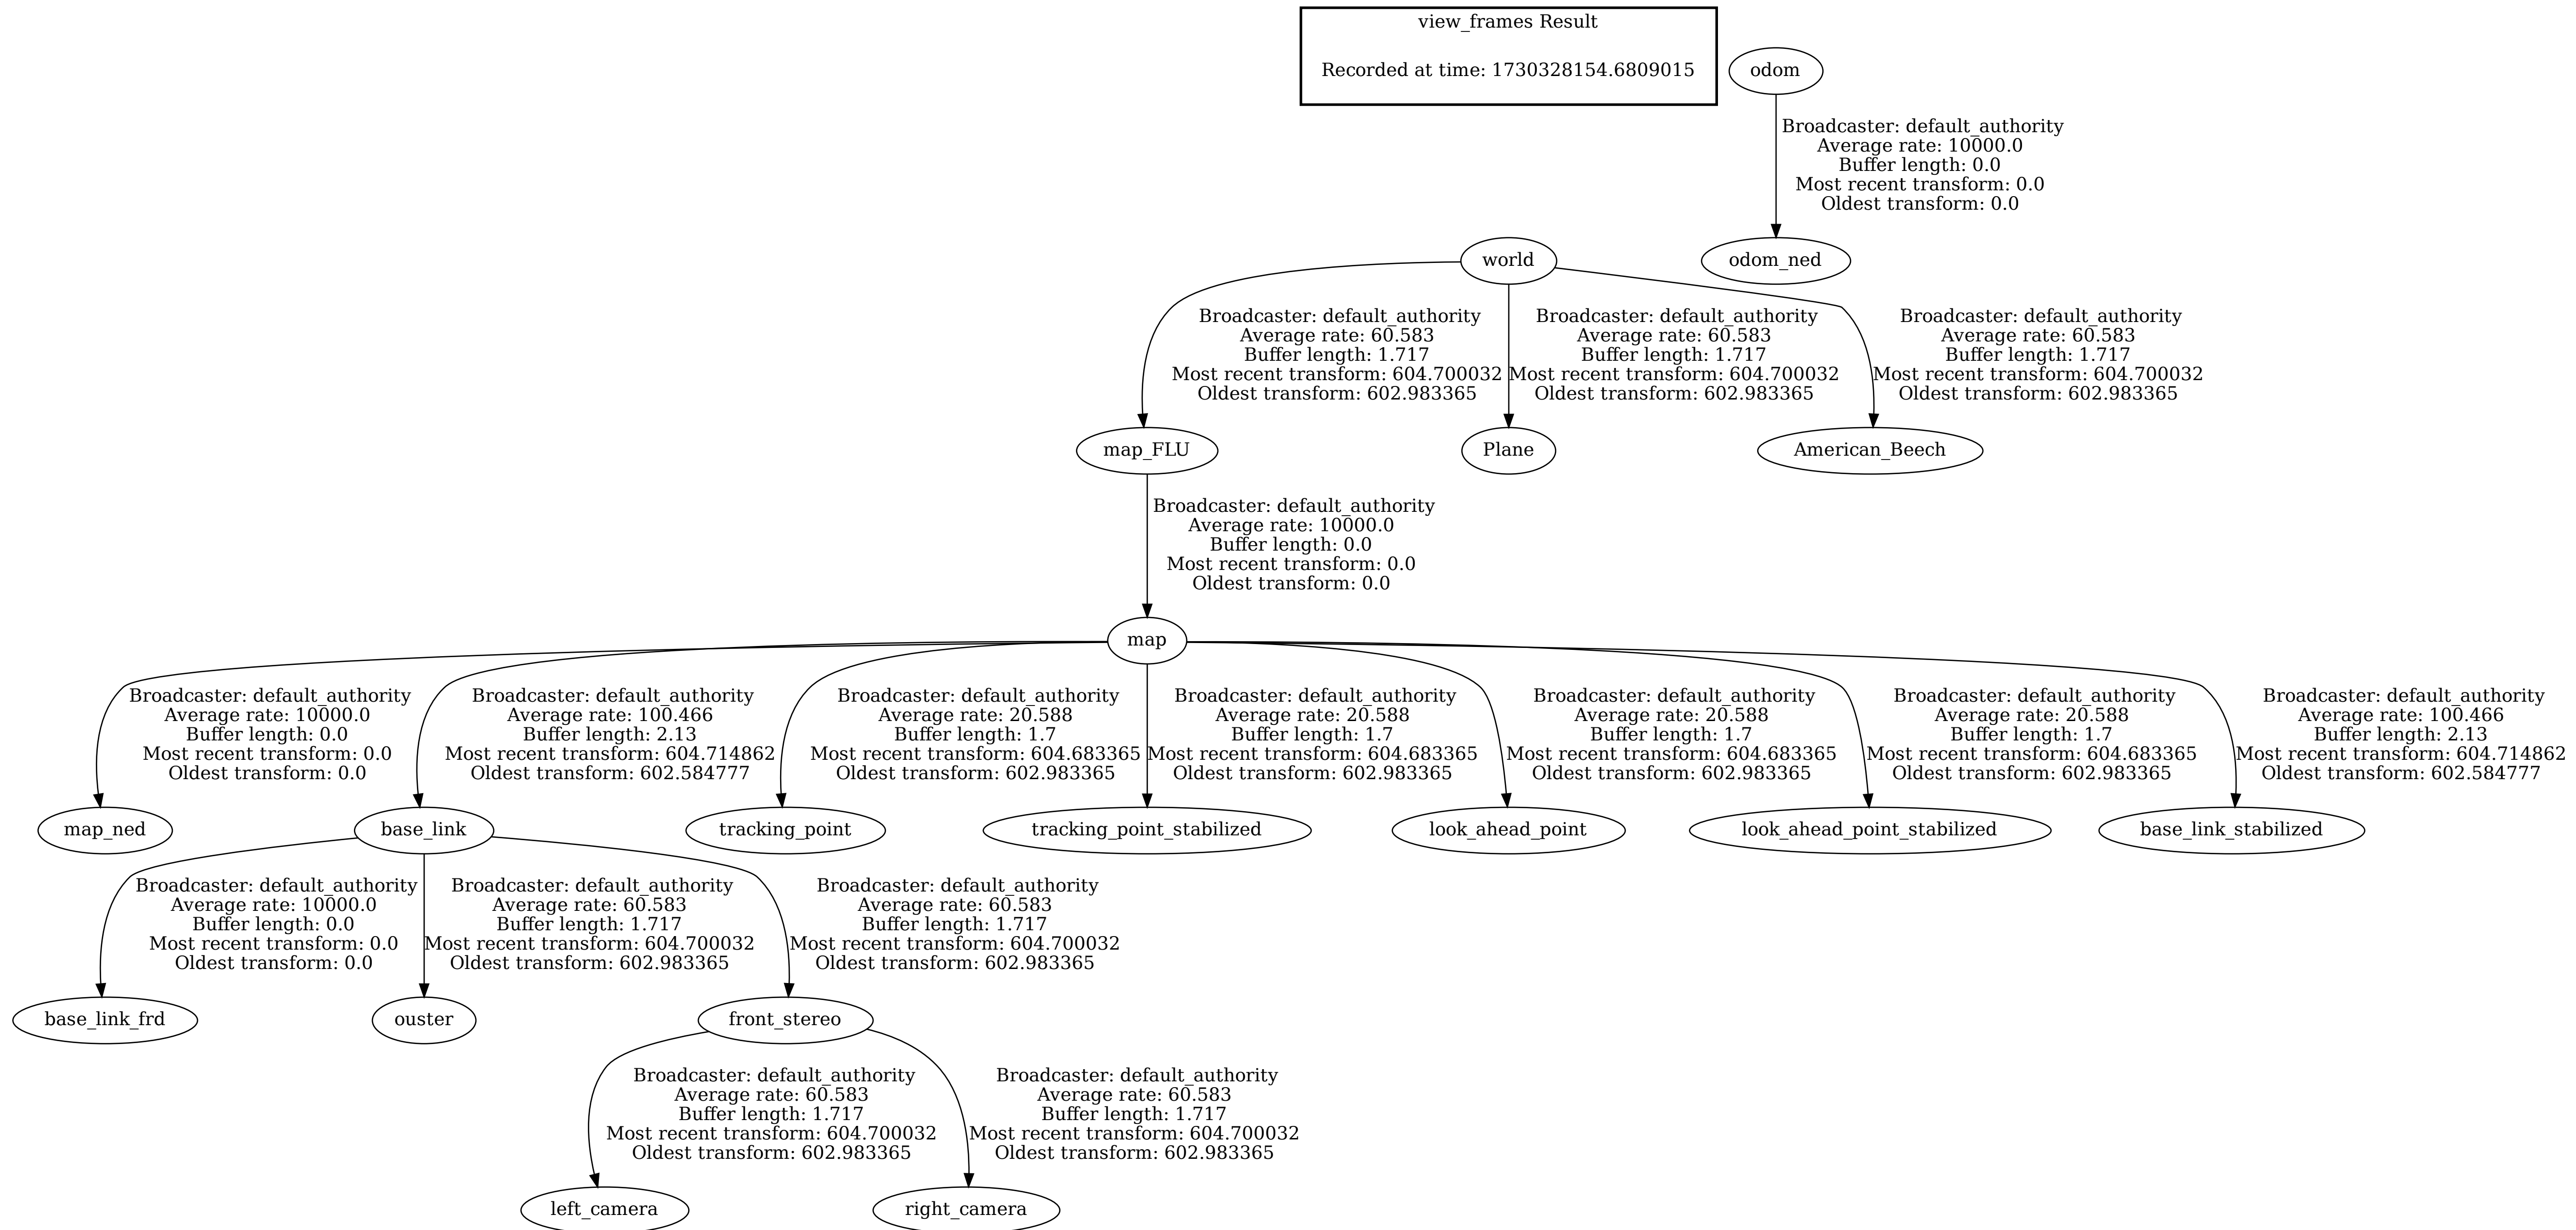 view_frames Result
Recorded at time: 1730328154.6809015
odom
Broadcaster: default_authority
Average rate: 10000.0
Buffer length: 0.0
Most recent transform: 0.0
Oldest transform: 0.0
world
odom_ned
Broadcaster: default_authority
Average rate: 60.583
Buffer length: 1.717
Most recent transform: 604.700032
Oldest transform: 602.983365
Broadcaster: default_authority
Average rate: 60.583
Buffer length: 1.717
Most recent transform: 604.700032
Oldest transform: 602.983365
Broadcaster: default_authority
Average rate: 60.583
Buffer length: 1.717
Most recent transform: 604.700032
Oldest transform: 602.983365
map_FLU
Plane
American_Beech
Broadcaster: default_authority
Average rate: 10000.0
Buffer length: 0.0
Most recent transform: 0.0
Oldest transform: 0.0
map
Broadcaster: default_authority
Average rate: 10000.0
Buffer length: 0.0
Most recent transform: 0.0
Oldest transform: 0.0
Broadcaster: default_authority
Average rate: 100.466
Buffer length: 2.13
Most recent transform: 604.714862
Oldest transform: 602.584777
Broadcaster: default_authority
Average rate: 20.588
Buffer length: 1.7
Most recent transform: 604.683365
Oldest transform: 602.983365
Broadcaster: default_authority
Average rate: 20.588
Buffer length: 1.7
Most recent transform: 604.683365
Oldest transform: 602.983365
Broadcaster: default_authority
Average rate: 20.588
Buffer length: 1.7
Most recent transform: 604.683365
Oldest transform: 602.983365
Broadcaster: default_authority
Average rate: 20.588
Buffer length: 1.7
Most recent transform: 604.683365
Oldest transform: 602.983365
Broadcaster: default_authority
Average rate: 100.466
Buffer length: 2.13
Most recent transform: 604.714862
Oldest transform: 602.584777
map_ned
base_link
tracking_point
tracking_point_stabilized
look_ahead_point
look_ahead_point_stabilized
base_link_stabilized
Broadcaster: default_authority
Average rate: 10000.0
Buffer length: 0.0
Most recent transform: 0.0
Oldest transform: 0.0
Broadcaster: default_authority
Average rate: 60.583
Buffer length: 1.717
Most recent transform: 604.700032
Oldest transform: 602.983365
Broadcaster: default_authority
Average rate: 60.583
Buffer length: 1.717
Most recent transform: 604.700032
Oldest transform: 602.983365
base_link_frd
ouster
front_stereo
Broadcaster: default_authority
Average rate: 60.583
Buffer length: 1.717
Most recent transform: 604.700032
Oldest transform: 602.983365
Broadcaster: default_authority
Average rate: 60.583
Buffer length: 1.717
Most recent transform: 604.700032
Oldest transform: 602.983365
left_camera
right_camera